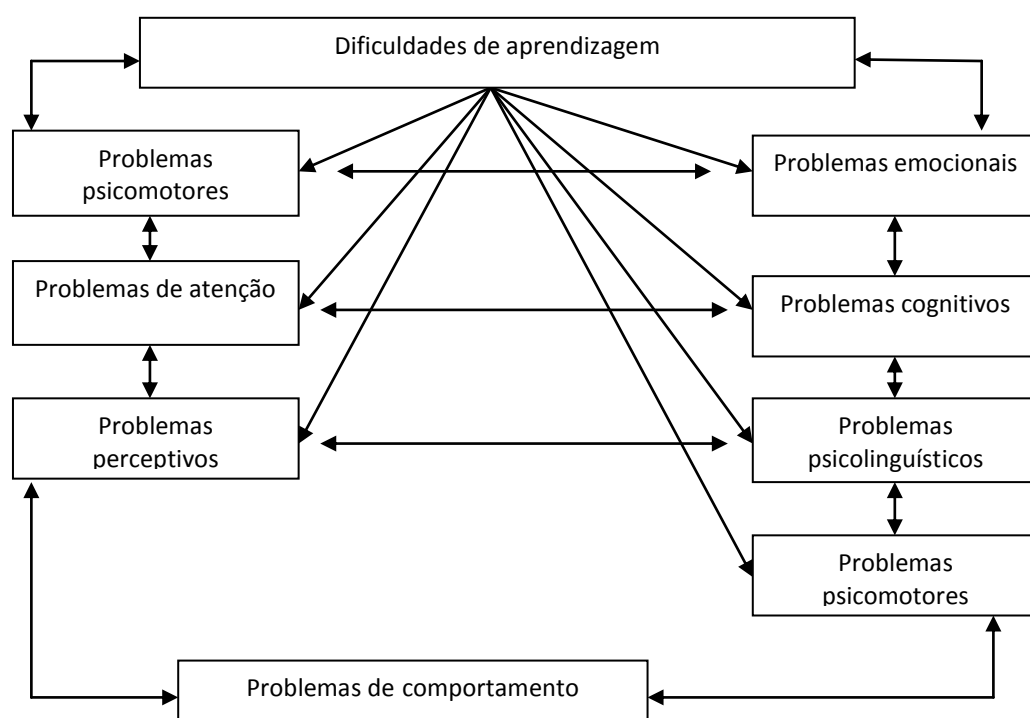 Dificuldades de aprendizagem
Problemas
psicomotores
Problemas emocionais
Problemas de atenção
Problemas cognitivos
Problemas
perceptivos
Problemas
psicolinguísticos
Problemas
psicomotores
Problemas de comportamento